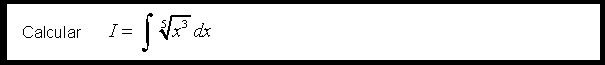 Calcular I = ∫ ⁵√x³ dx